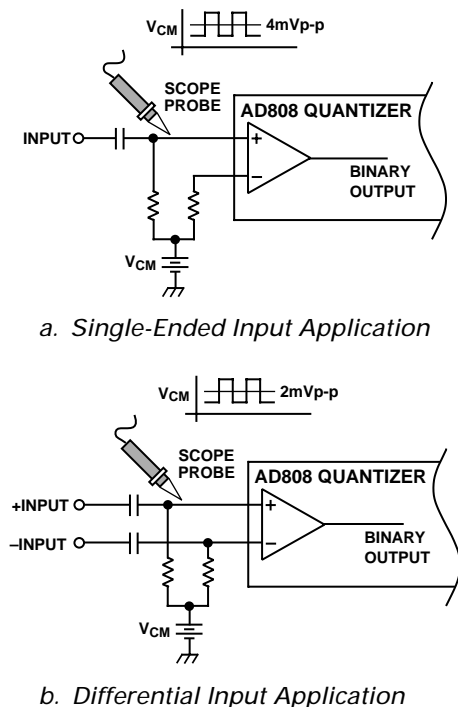 VCM
4mVp-p
SCOPE
PROBE
AD808 QUANTIZER
INPUT
+
−
BINARY
OUTPUT
VCM
a. Single-Ended Input Application
VCM
2mVp-p
SCOPE
PROBE
AD808 QUANTIZER
+INPUT
+
−INPUT
−
BINARY
OUTPUT
VCM
b. Differential Input Application